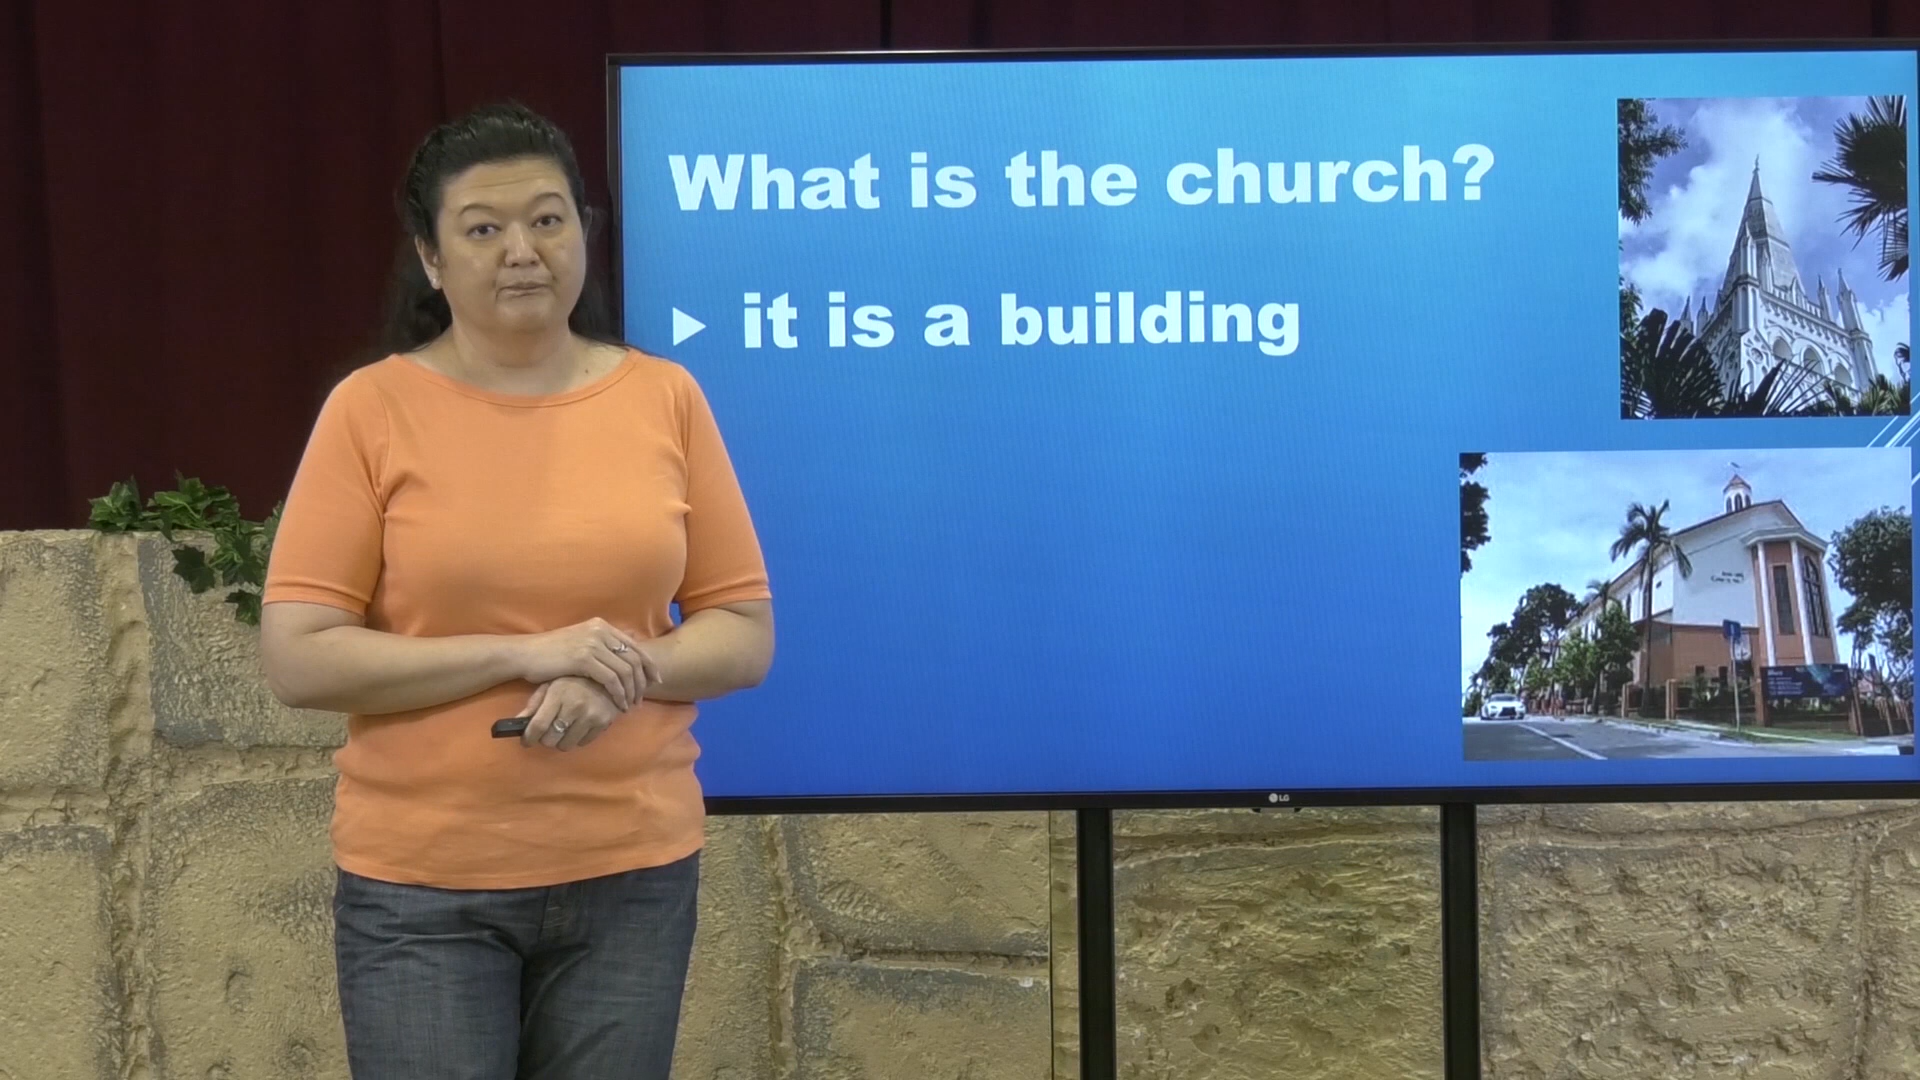 What is the church?
it is a building
LG